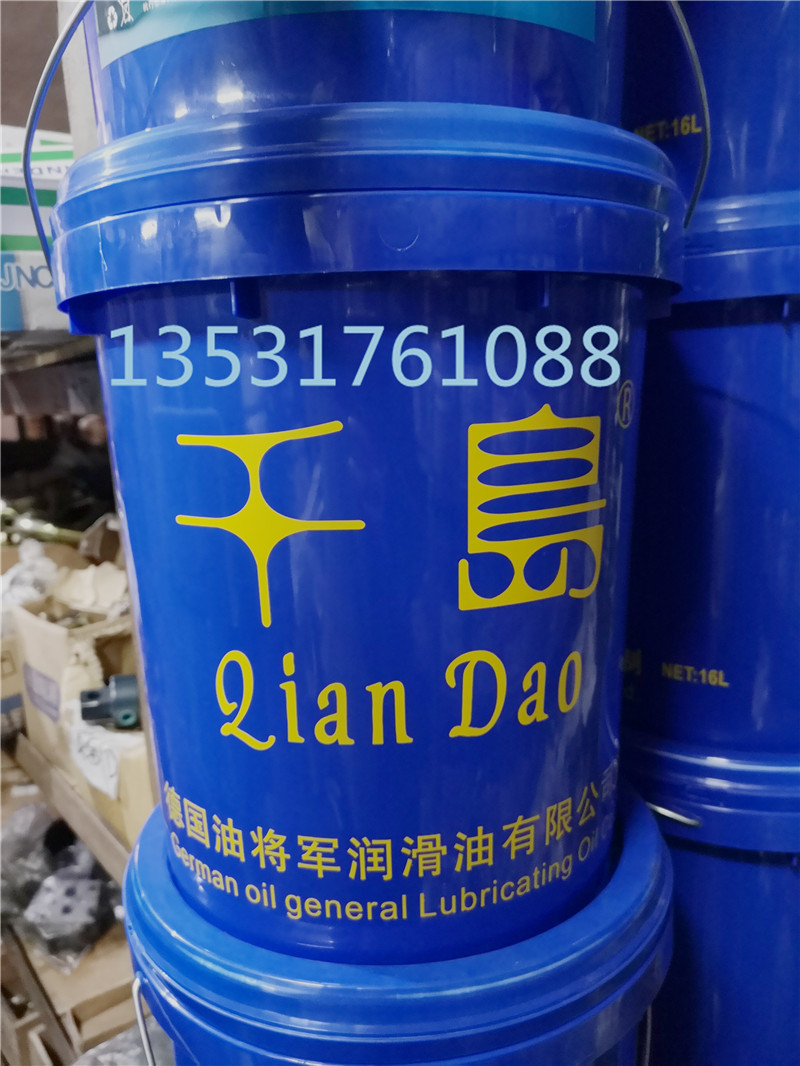 NET:16L
JNC
13531761088
千島®
Qian Dao
NET:16L
德国油将军润滑油有限公司
German oil general Lubricating Oil